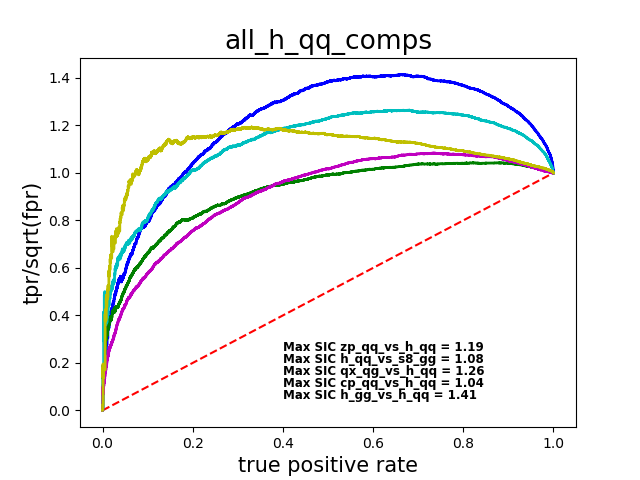 all_h_qq_comps
tpr/sqrt(fpr)
1.4
1.2
1.0
0.8
0.6
0.4
0.2
0.0
Max SIC zp_qq_vs_h_qq = 1.19
Max SIC h_qq_vs_s8_gg = 1.08
Max SIC qx_qg_vs_h_qq = 1.26
Max SIC cp_qq_vs_h_qq = 1.04
Max SIC h_gg_vs_h_qq = 1.41
0.0 0.2 0.4 0.6 0.8 1.0
true positive rate